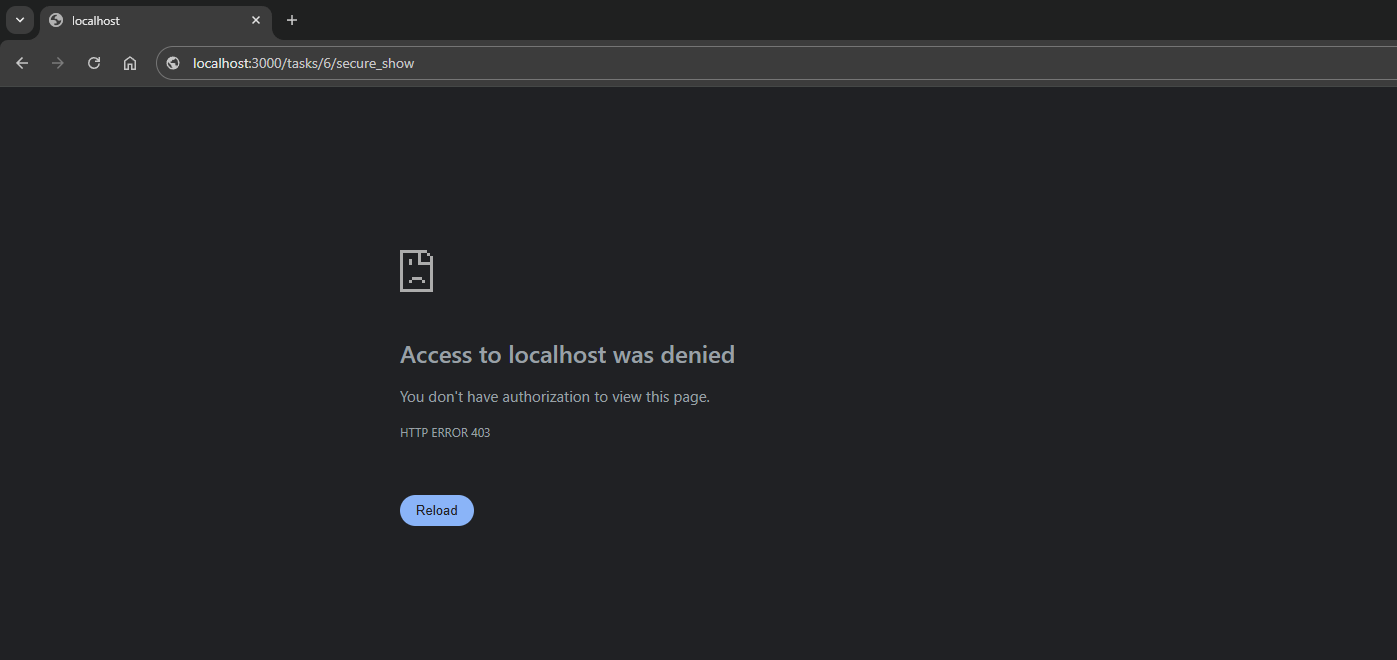 localhost
localhost:3000/tasks/6/secure_show
Access to localhost was denied
You don't have authorization to view this page.
HTTP ERROR 403
Reload